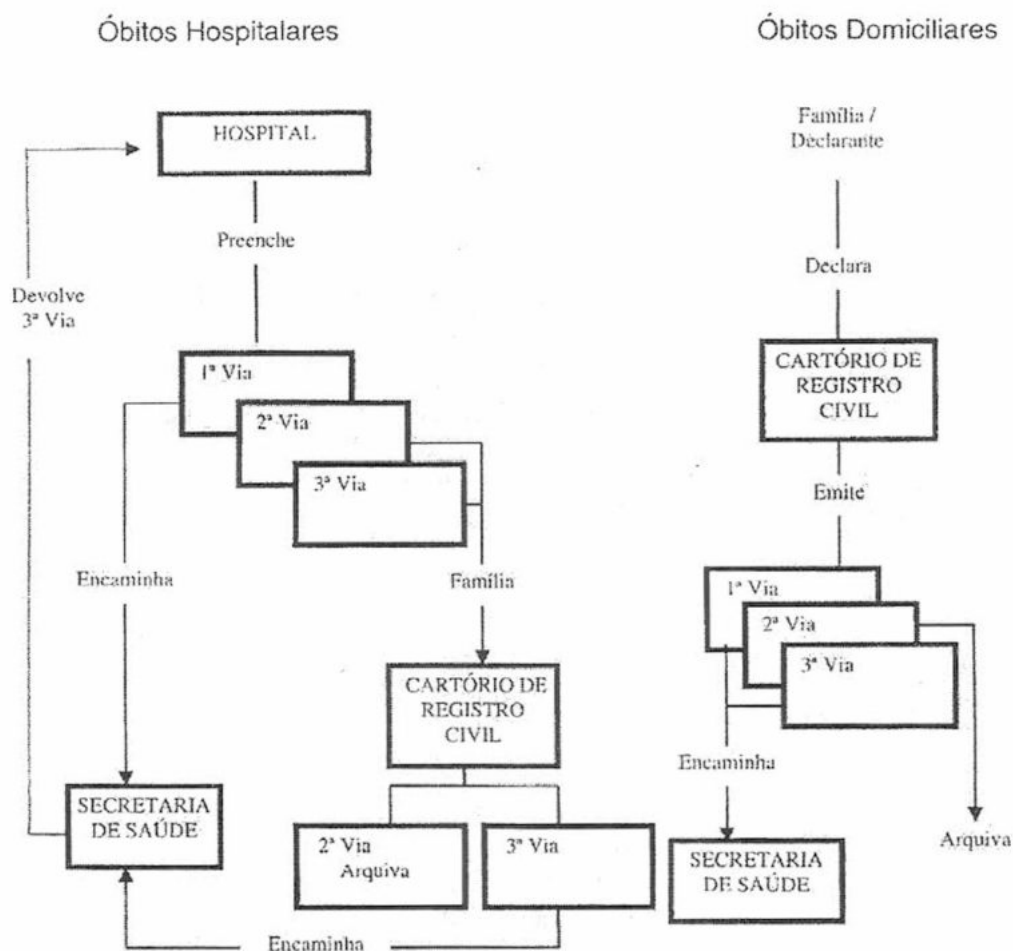 Óbitos Hospitalares
HOSPITAL
Preenche
Devolve
3ª Via
1ª Via
2ª Via
3ª Via
Encaminha
Família
CARTÓRIO DE
REGISTRO
CIVIL
SECRETARIA
DE SAÚDE
2ª Via
Arquiva
3ª Via
Encaminha
Óbitos Domiciliares
Família /
Declarante
Declara
CARTÓRIO DE
REGISTRO
CIVIL
Emite
1ª Via
2ª Via
3ª Via
Encaminha
Arquiva
SECRETARIA
DE SAÚDE